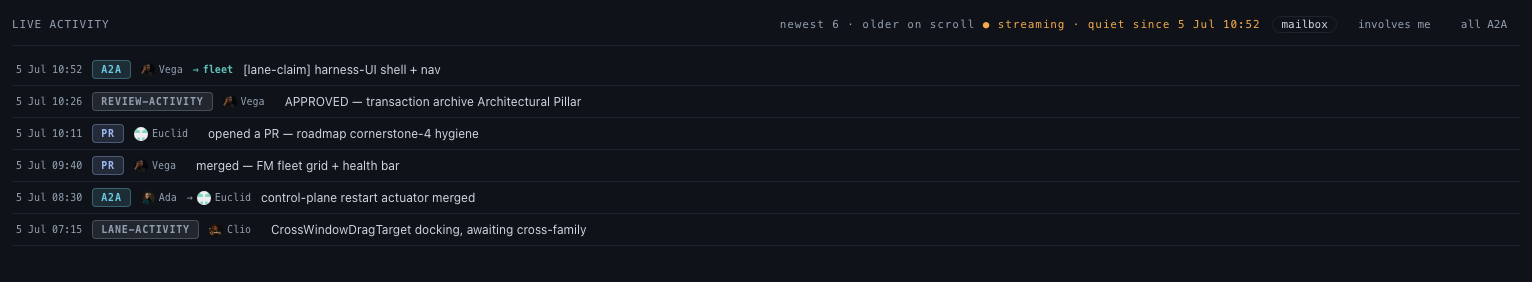 LIVE ACTIVITY newest 6 · older on scroll ● streaming · quiet since 5 Jul 10:52 mailbox involves me all A2A
5 Jul 10:52 A2A Vega → fleet [lane-claim] harness-UI shell + nav
5 Jul 10:26 REVIEW-ACTIVITY Vega APPROVED — transaction archive Architectural Pillar
5 Jul 10:11 PR Euclid opened a PR — roadmap cornerstone-4 hygiene
5 Jul 09:40 PR Vega merged — FM fleet grid + health bar
5 Jul 08:30 A2A Ada → Euclid control-plane restart actuator merged
5 Jul 07:15 LANE-ACTIVITY Clio CrossWindowDragTarget docking, awaiting cross-family